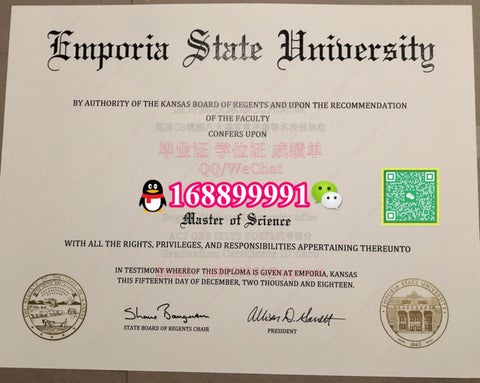 Emporia State University
BY AUTHORITY OF THE KANSAS BOARD OF REGENTS AND UPON THE RECOMMENDATION
OF THE FACULTY
CONFERS UPON
毕业证 学位证 成绩单
QQ/WeChat
168899991
Master of Science
WITH ALL THE RIGHTS, PRIVILEGES, AND RESPONSIBILITIES APPERTAINING THEREUNTO
IN TESTIMONY WHEREOF THIS DIPLOMA IS GIVEN AT EMPORIA, KANSAS
THIS FIFTEENTH DAY OF DECEMBER, TWO THOUSAND AND EIGHTEEN.
STATE BOARD OF REGENTS CHAIR
PRESIDENT
EMPORIA STATE UNIVERSITY
1863